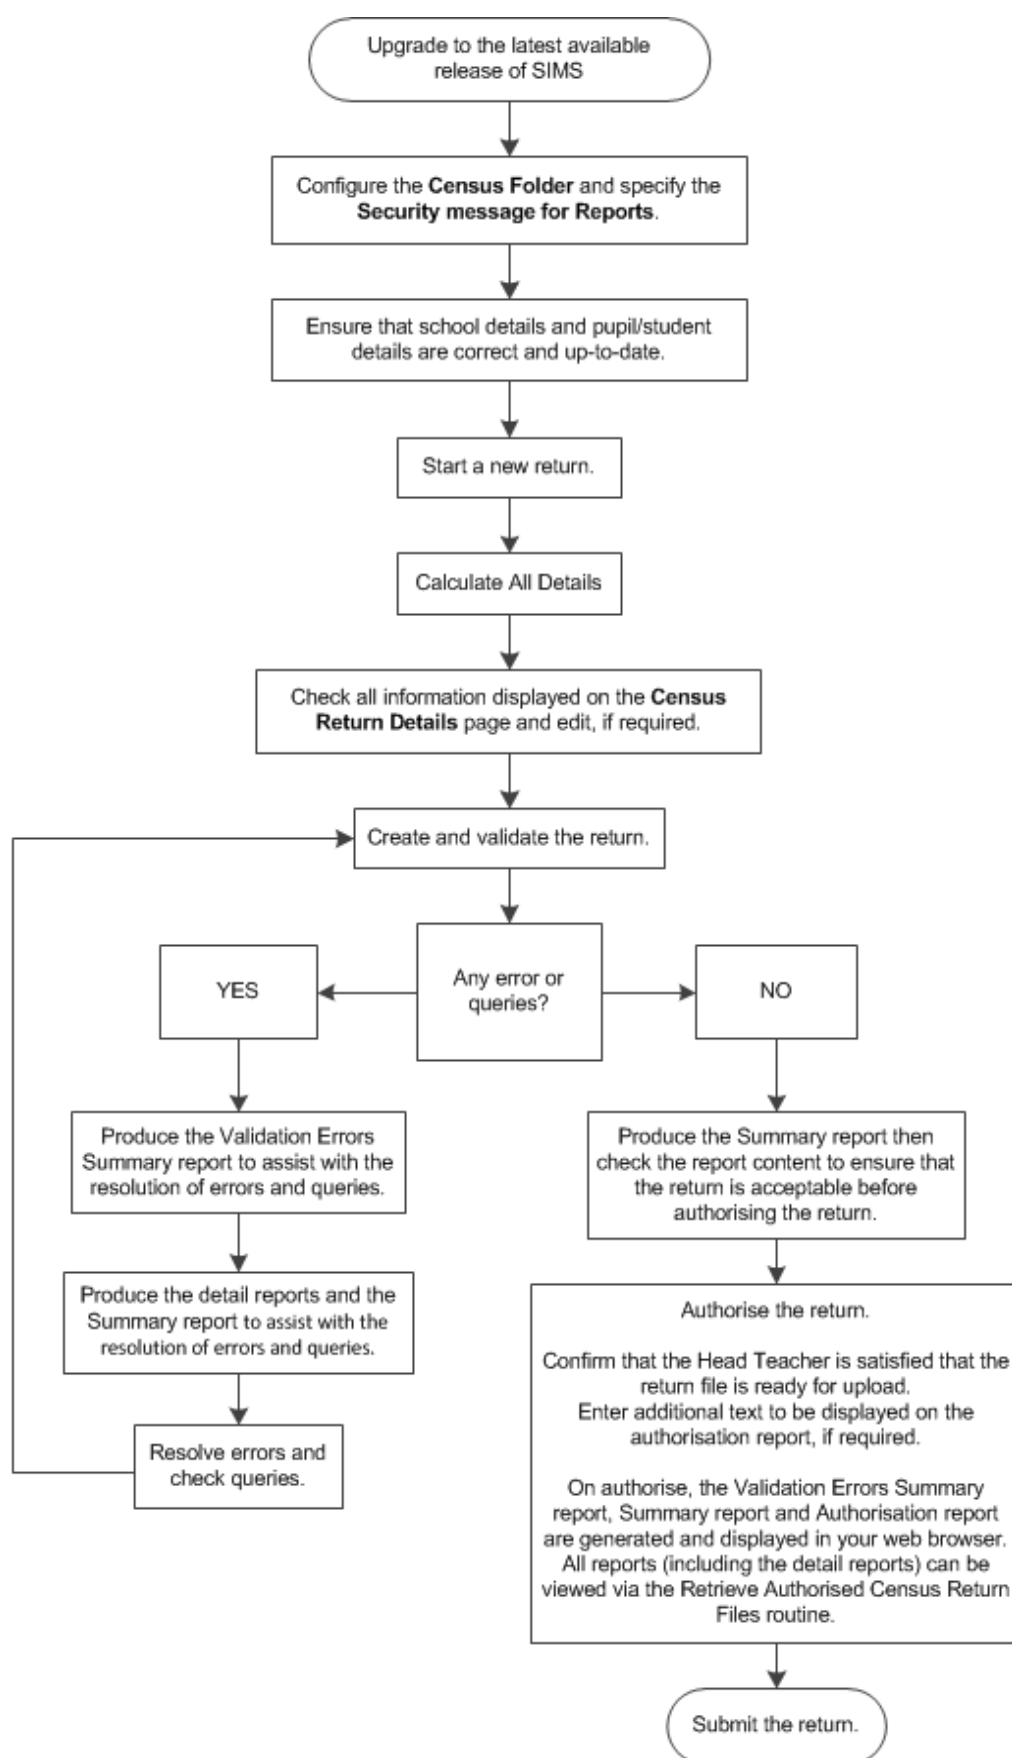 Upgrade to the latest available
release of SIMS
Configure the Census Folder and specify the
Security message for Reports.
Ensure that school details and pupil/student
details are correct and up-to-date.
Start a new return.
Calculate All Details
Check all information displayed on the Census
Return Details page and edit, if required.
Create and validate the return.
Any error or
queries?
YES
NO
Produce the Validation Errors
Summary report to assist with the
resolution of errors and queries.
Produce the detail reports and the
Summary report to assist with the
resolution of errors and queries.
Resolve errors and
check queries.
Produce the Summary report then
check the report content to ensure that
the return is acceptable before
authorising the return.
Authorise the return.
Confirm that the Head Teacher is satisfied that the
return file is ready for upload.
Enter additional text to be displayed on the
authorisation report, if required.
On authorise, the Validation Errors Summary
report, Summary report and Authorisation report
are generated and displayed in your web browser.
All reports (including the detail reports) can be
viewed via the Retrieve Authorised Census Return
Files routine.
Submit the return.